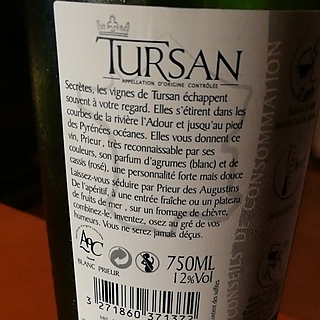 TURSAN
APPELLATION D'ORIGINE CONTRÔLÉE
Secrètes, les vignes de Tursan échappent
souvent à votre regard. Elles s'étirent dans les
courbes de la rivière l'Adour et jusqu'au pied
des Pyrénées océanes. Elles vous donnent ce
vin, Prieur, très reconnaissable par ses
couleurs, son parfum d'agrumes (blanc) et de
cassis (rosé), une personnalité forte mais douce
Laissez-vous séduire par Prieur des Augustins
De l'apéritif, à une entrée fraîche ou un plateau
de fruits de mer , sur un fromage de chèvre,
combinez-le, inventez, osez au gré de vos
humeurs. Vous ne serez jamais déçus.
AOC
BLANC PRIEUR
750ML
12%Vol
3 271860 371372
CONSEILS DE CONSOMMATION